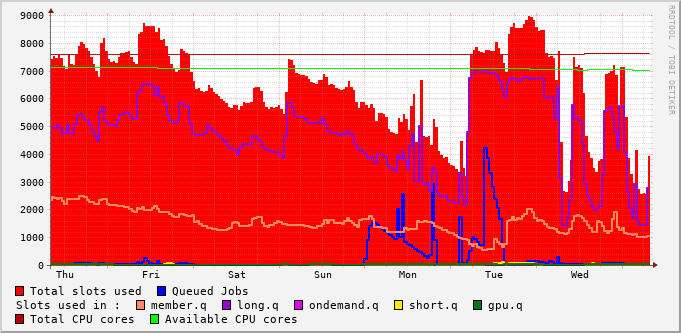 9000
8000
7000
6000
5000
4000
3000
2000
1000
0
Thu Fri Sat Sun Mon Tue Wed
RRDTOOL / TOBI OETIKER
Total slots used Queued Jobs
Slots used in : member.q long.q ondemand.q short.q gpu.q
Total CPU cores Available CPU cores